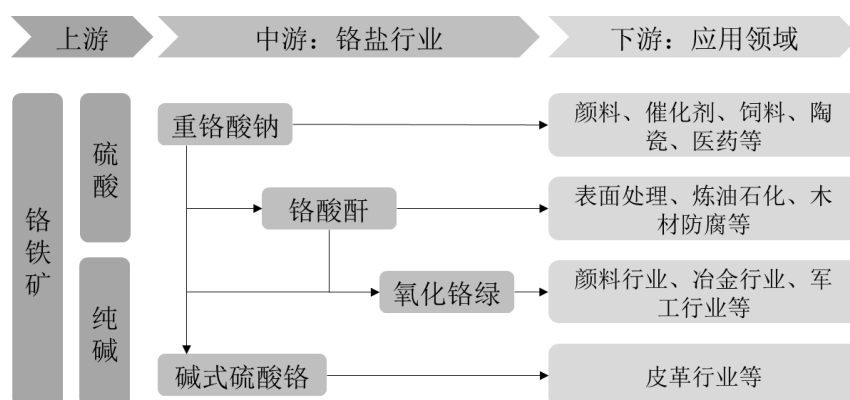 上游
中游：铬盐行业
下游：应用领域
铬铁矿
硫酸
纯碱
重铬酸钠
颜料、催化剂、饲料、陶
瓷、医药等
铬酸酐
表面处理、炼油石化、木
材防腐等
氧化铬绿
颜料行业、冶金行业、军
工行业等
碱式硫酸铬
皮革行业等